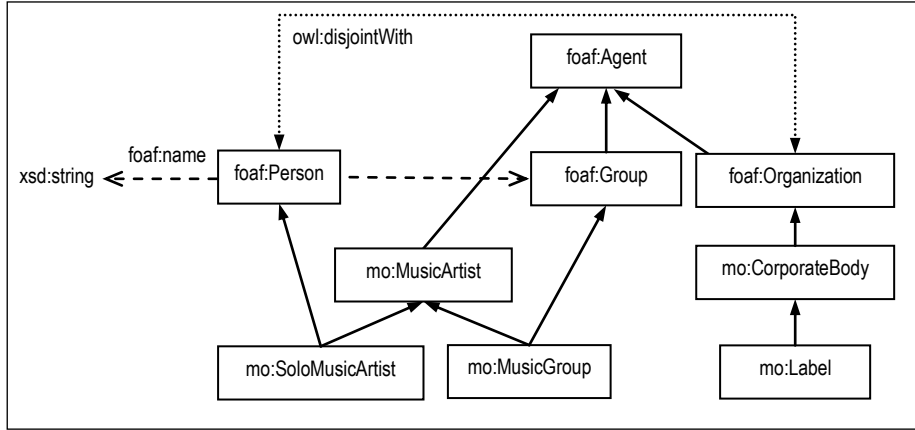 owl:disjointWith
foaf:Agent
foaf:name
xsd:string
foaf:Person
foaf:Group
foaf:Organization
mo:MusicArtist
mo:CorporateBody
mo:SoloMusicArtist
mo:MusicGroup
mo:Label